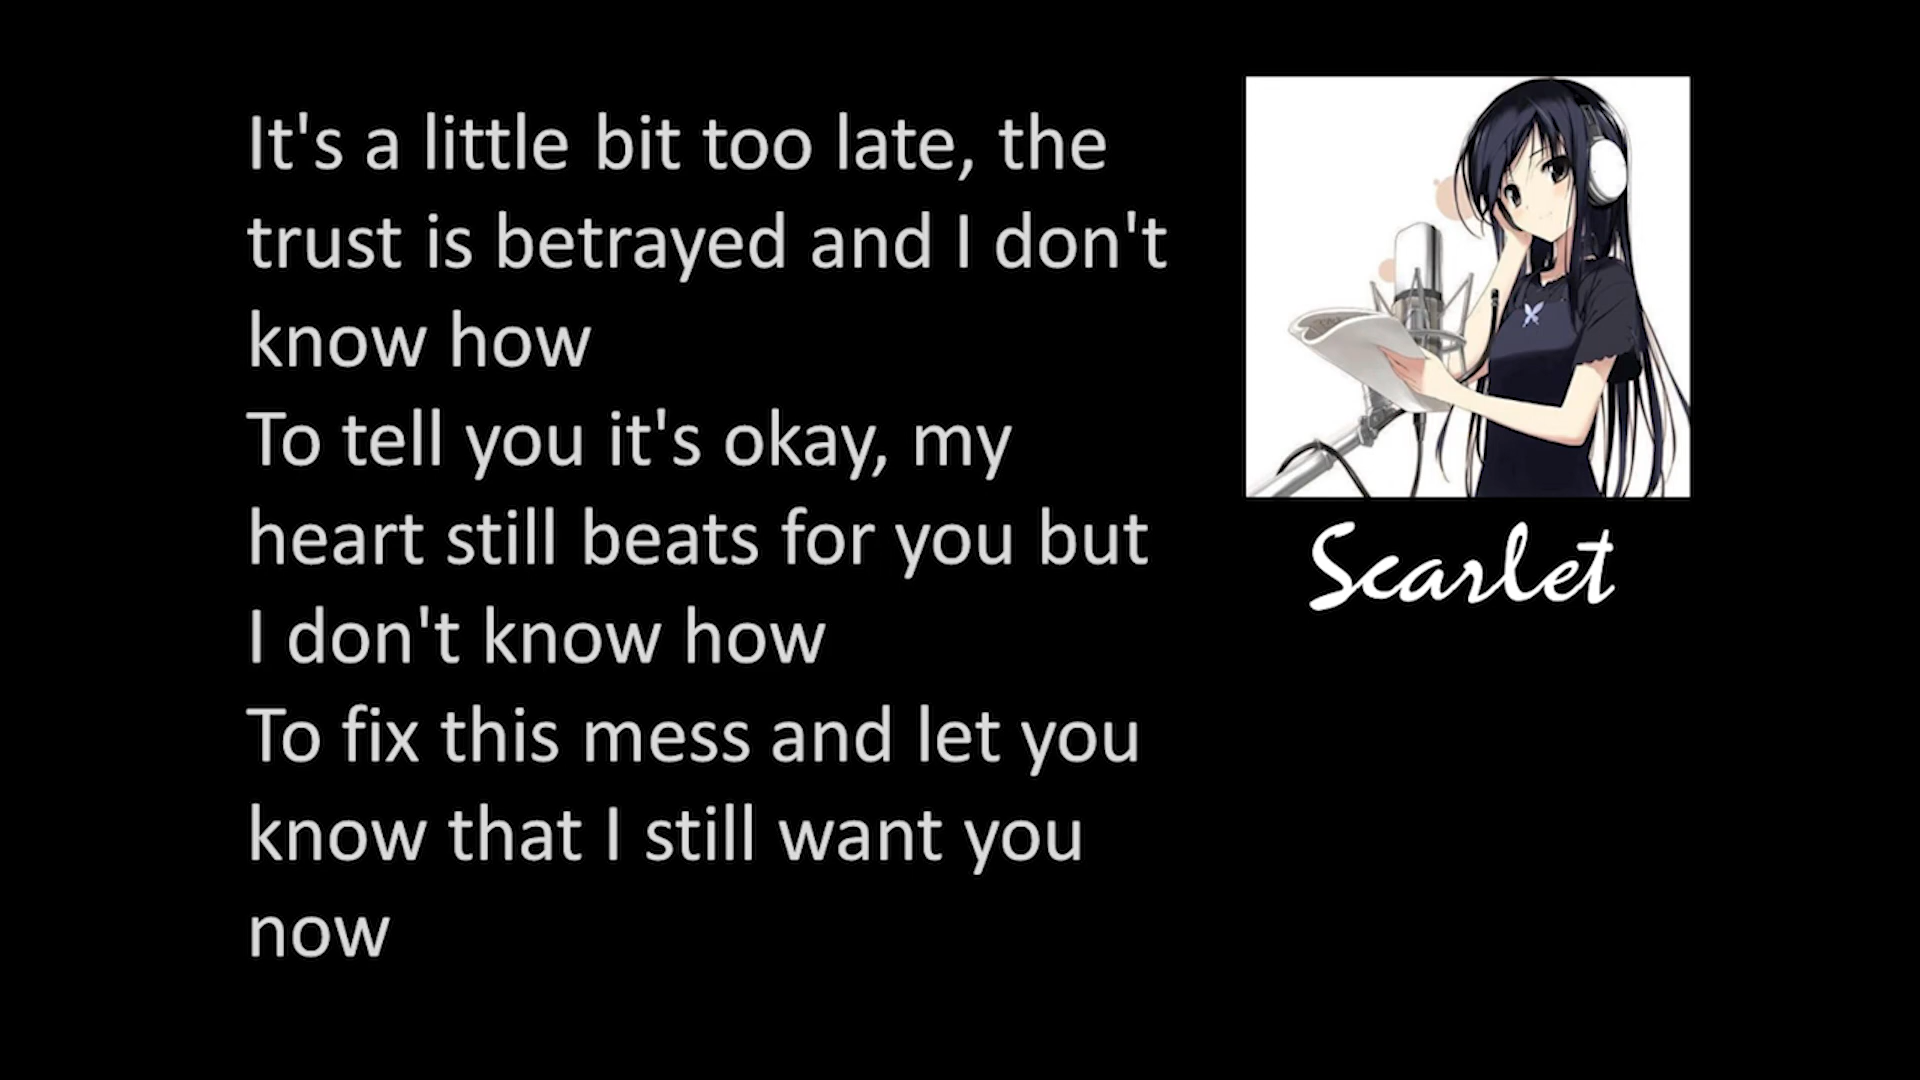 It's a little bit too late, the
trust is betrayed and I don't
know how
To tell you it's okay, my
heart still beats for you but
I don't know how
To fix this mess and let you
know that I still want you
now
Scarlet